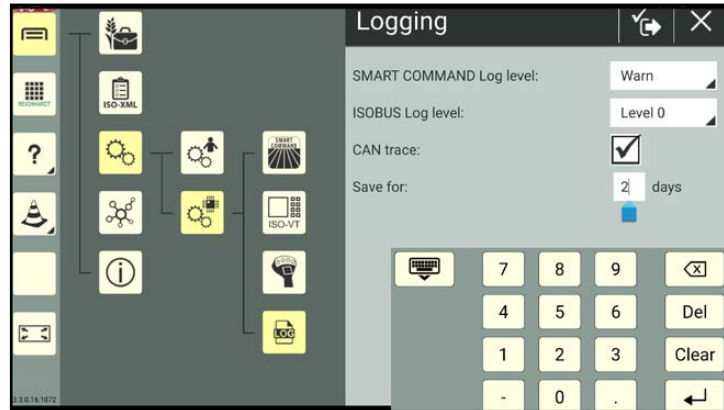 Logging
REICHHARDT
ISO-XML
?
SMART
COMMAND
ISO-VT
LOG
SMART COMMAND Log level:
Warn
ISOBUS Log level:
Level 0
CAN trace:
Save for:
2 days
7 8 9
4 5 6 Del
1 2 3 Clear
- 0 .
3.3.0.16.1072